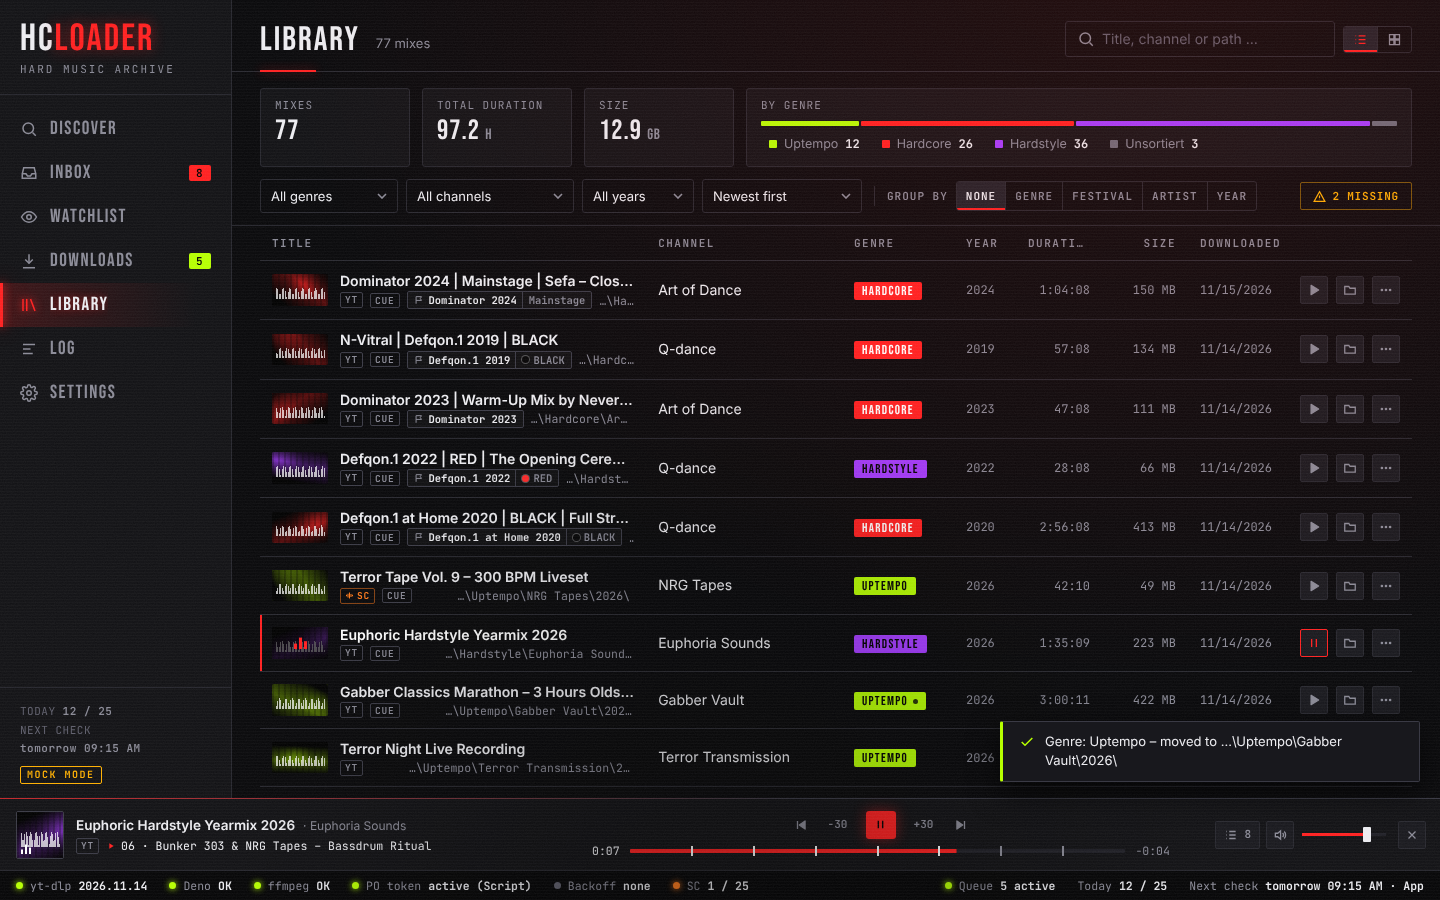 HCLOADER
HARD MUSIC ARCHIVE
DISCOVER
INBOX 8
WATCHLIST
DOWNLOADS 5
LIBRARY
LOG
SETTINGS
TODAY 12 / 25
NEXT CHECK
tomorrow 09:15 AM
MOCK MODE
LIBRARY 77 mixes
Title, channel or path ...
MIXES
77
TOTAL DURATION
97.2 H
SIZE
12.9 GB
BY GENRE
Uptempo 12 Hardcore 26 Hardstyle 36 Unsortiert 3
All genres All channels All years Newest first GROUP BY NONE GENRE FESTIVAL ARTIST YEAR 2 MISSING
TITLE CHANNEL GENRE YEAR DURATI… SIZE DOWNLOADED
Dominator 2024 | Mainstage | Sefa – Clos…
YT CUE Dominator 2024 Mainstage …\Ha…
Art of Dance HARDCORE 2024 1:04:08 150 MB 11/15/2026
N-Vitral | Defqon.1 2019 | BLACK
YT CUE Defqon.1 2019 BLACK …\Hardc…
Q-dance HARDCORE 2019 57:08 134 MB 11/14/2026
Dominator 2023 | Warm-Up Mix by Never…
YT CUE Dominator 2023 …\Hardcore\Ar…
Art of Dance HARDCORE 2023 47:08 111 MB 11/14/2026
Defqon.1 2022 | RED | The Opening Cere…
YT CUE Defqon.1 2022 RED …\Hardst…
Q-dance HARDSTYLE 2022 28:08 66 MB 11/14/2026
Defqon.1 at Home 2020 | BLACK | Full Str…
YT CUE Defqon.1 at Home 2020 BLACK
Q-dance HARDCORE 2020 2:56:08 413 MB 11/14/2026
Terror Tape Vol. 9 – 300 BPM Liveset
SC CUE …\Uptempo\NRG Tapes\2026\
NRG Tapes UPTEMPO 2026 42:10 49 MB 11/14/2026
Euphoric Hardstyle Yearmix 2026
YT CUE …\Hardstyle\Euphoria Sound…
Euphoria Sounds HARDSTYLE 2026 1:35:09 223 MB 11/14/2026
Gabber Classics Marathon – 3 Hours Olds…
YT CUE …\Uptempo\Gabber Vault\202…
Gabber Vault UPTEMPO 2026 3:00:11 422 MB 11/14/2026
Terror Night Live Recording
YT …\Uptempo\Terror Transmission\2…
Terror Transmission UPTEMPO 2026
Genre: Uptempo – moved to …\Uptempo\Gabber
Vault\2026\
Euphoric Hardstyle Yearmix 2026 · Euphoria Sounds
YT 06 · Bunker 303 & NRG Tapes – Bassdrum Ritual
-30 +30
0:07 -0:04
8
yt-dlp 2026.11.14 Deno OK ffmpeg OK PO token active (Script) Backoff none SC 1 / 25 Queue 5 active Today 12 / 25 Next check tomorrow 09:15 AM · App